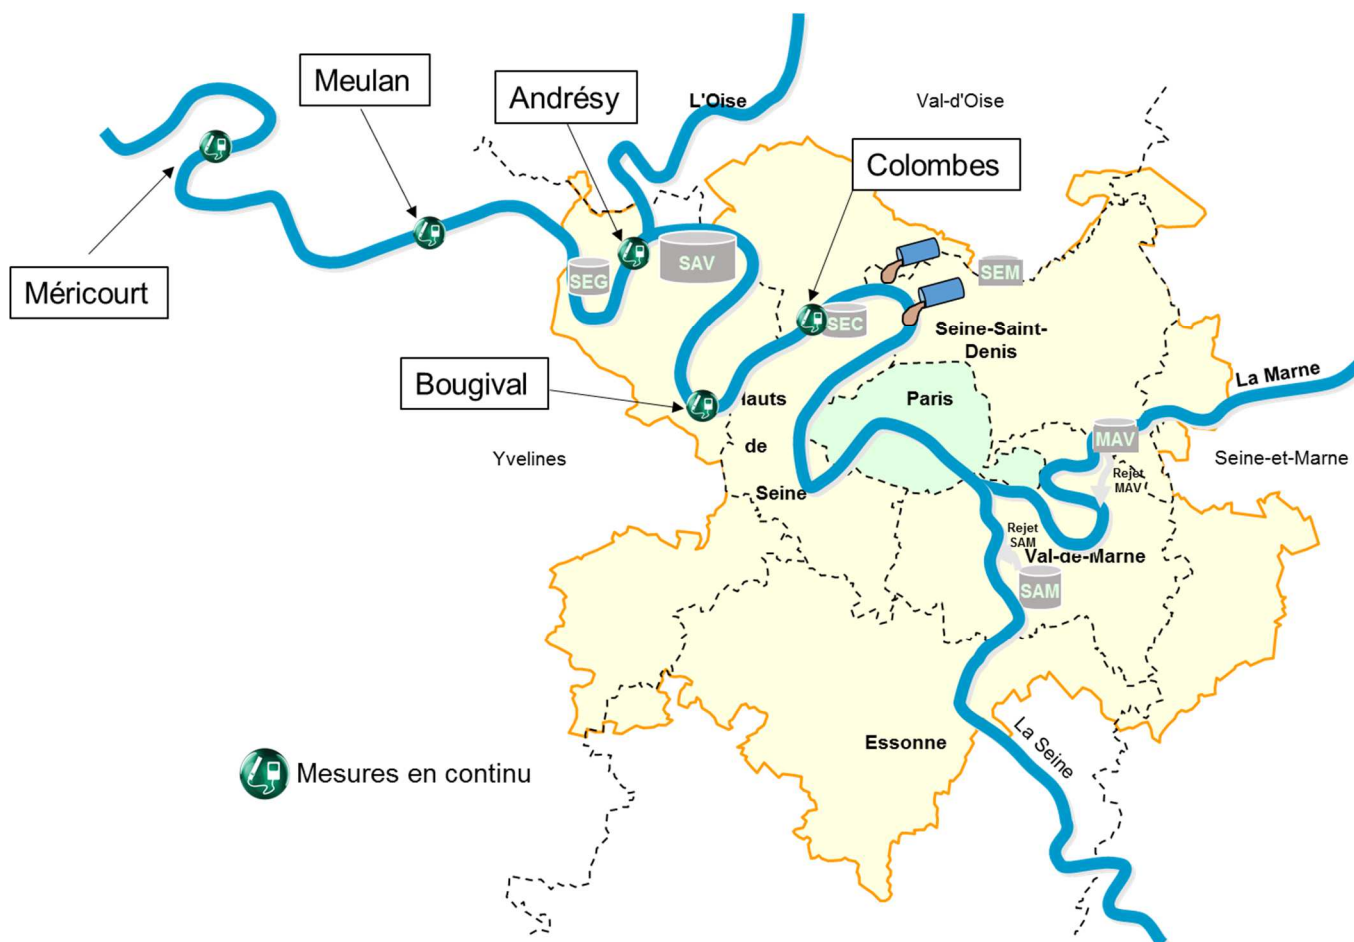 Meulan
Andrésy
L'Oise
Val-d'Oise
Colombes
Méricourt
SAV
SEG
SEM
SEC
Seine-Saint-
Denis
Bougival
La Marne
Paris
Hauts
de
Seine
MAV
Yvelines
Seine-et-Marne
Rejet
MAV
Rejet
SAM
Val-de-Marne
SAM
Essonne
La Seine
Mesures en continu